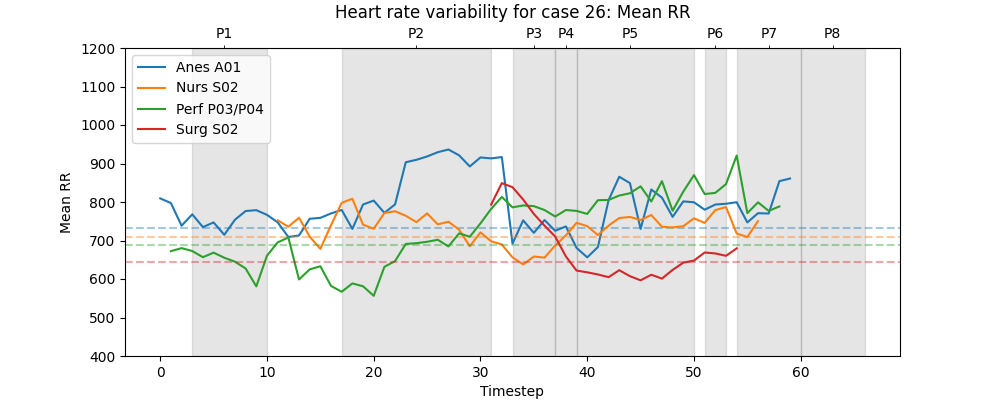 Heart rate variability for case 26: Mean RR
P1 P2 P3 P4 P5 P6 P7 P8
1200
1100
1000
900
800
700
600
500
400
Mean RR
Anes A01
Nurs S02
Perf P03/P04
Surg S02
0 10 20 30 40 50 60
Timestep